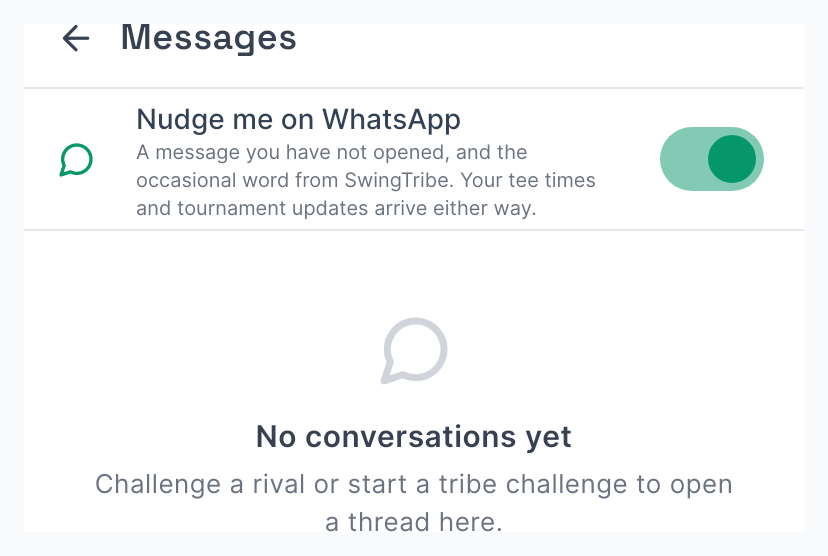 Messages
Nudge me on WhatsApp
A message you have not opened, and the
occasional word from SwingTribe. Your tee times
and tournament updates arrive either way.
No conversations yet
Challenge a rival or start a tribe challenge to open
a thread here.